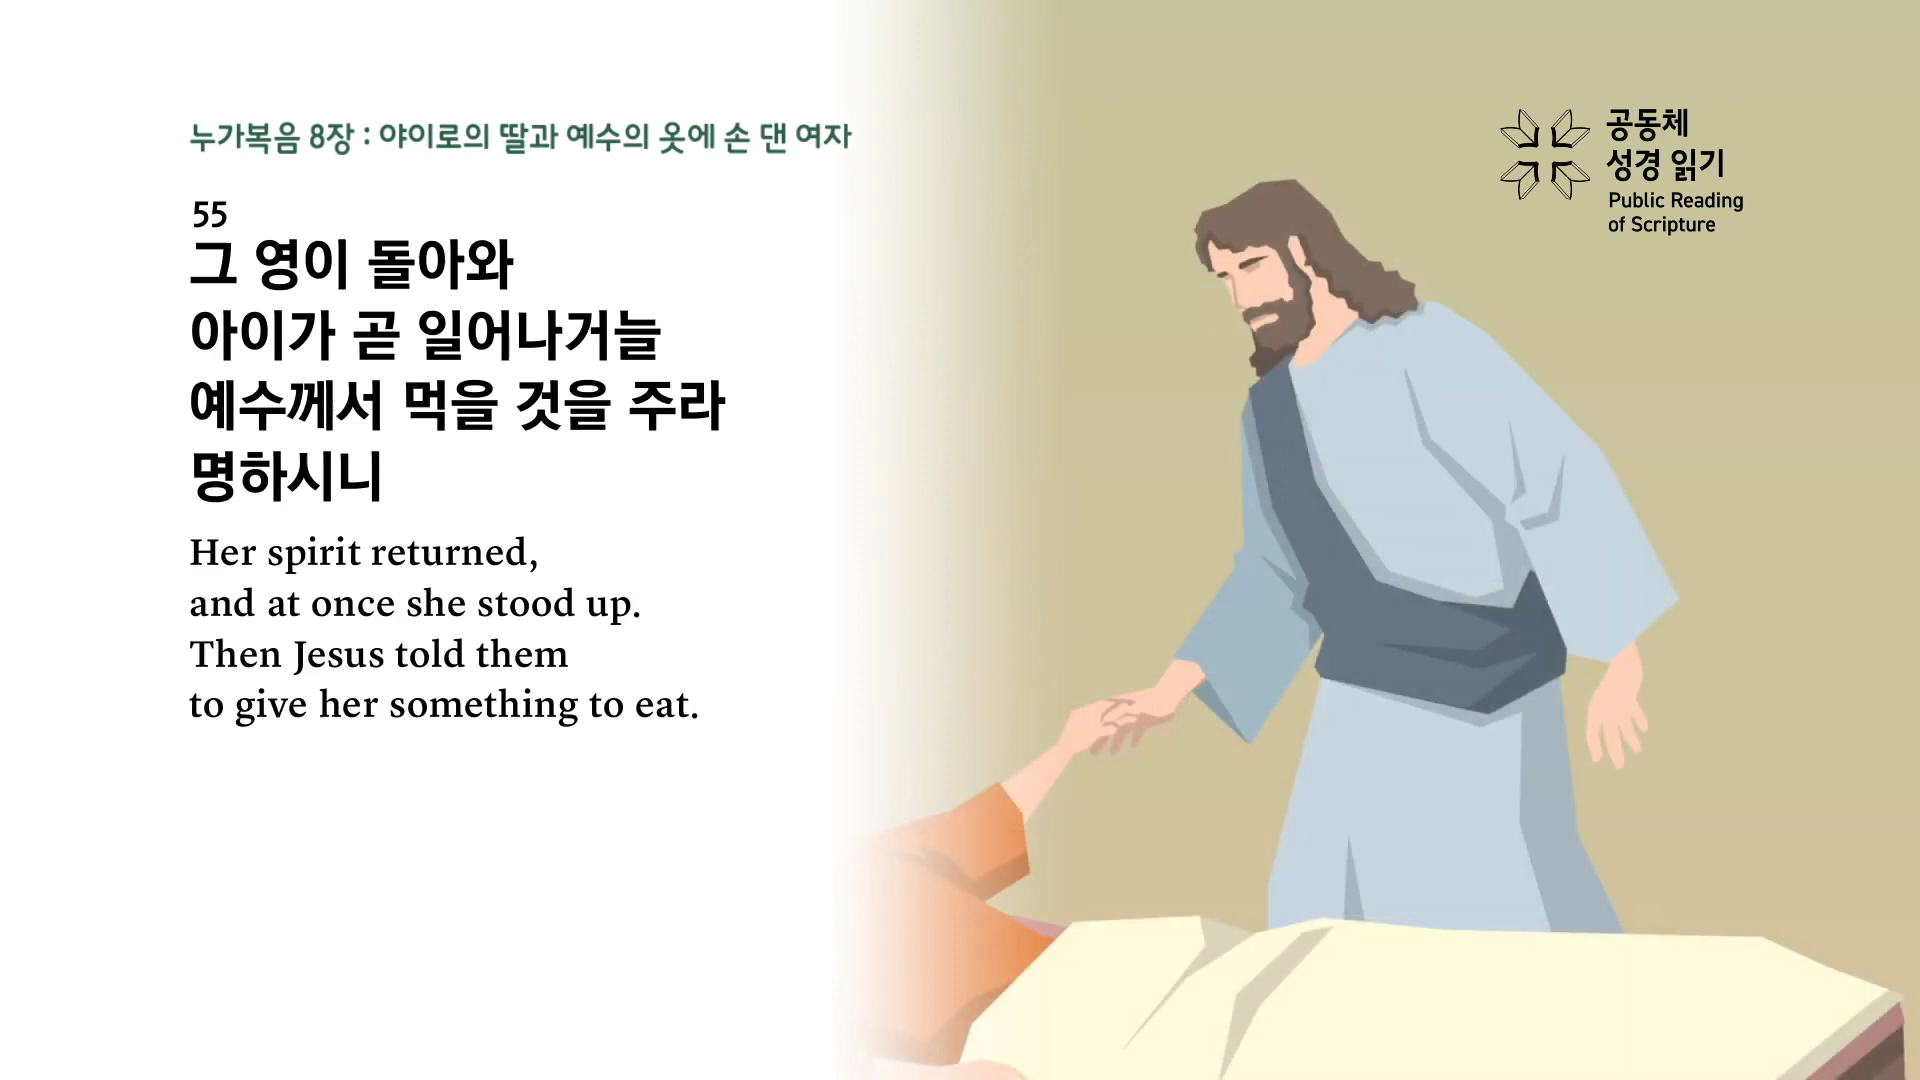 누가복음 8장 : 야이로의 딸과 예수의 옷에 손 댄 여자
55
그 영이 돌아와
아이가 곧 일어나거늘
예수께서 먹을 것을 주라
명하시니
Her spirit returned,
and at once she stood up.
Then Jesus told them
to give her something to eat.
공동체
성경 읽기
Public Reading
of Scripture